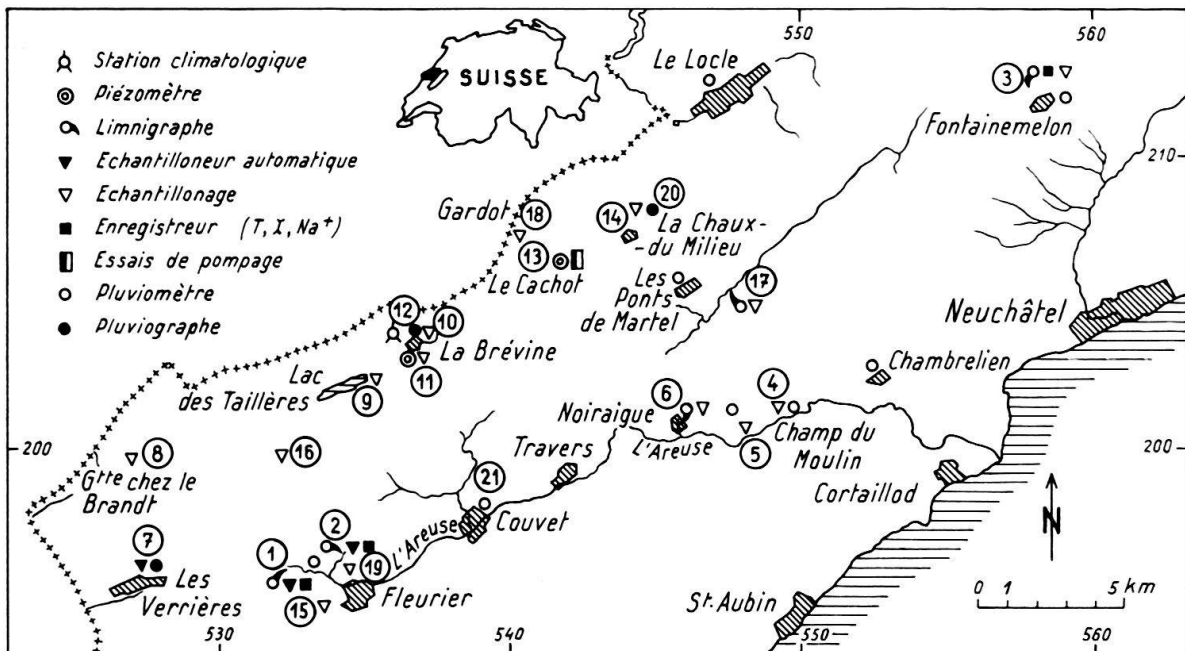 550
560
Station climatologique
Piézomètre
Limnigraphe
Echantilloneur automatique
Echantillonage
Enregistreur (T, X, Na+)
Essais de pompage
Pluviomètre
Pluviographe
SUISSE
Le Locle
3
Fontainemelon
210
Gardot
18
14
20
La Chaux-
-du Milieu
13
Le Cachot
Les
Ponts
de Martel
17
Neuchâtel
12
10
La Brévine
11
Lac
des Taillères
9
Chambrelien
6
4
Noiraigue
L'Areuse
5
Champ du
Moulin
200
8
Gtte chez le
Brandt
16
Travers
200
Cortaillod
21
Couvet
L'Areuse
N
7
Les
Verrières
1
2
19
15
Fleurier
St. Aubin
0 1 5 km
530
540
550
560